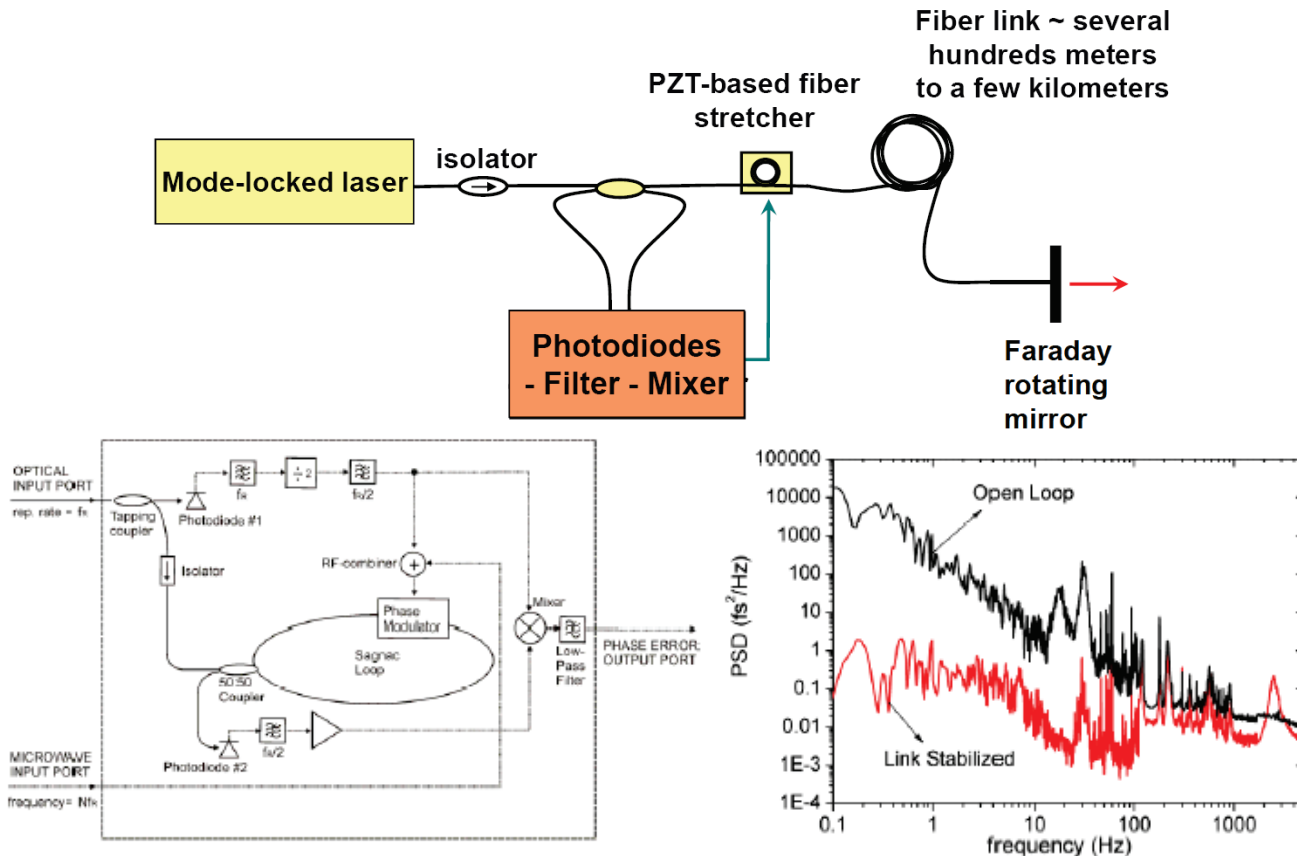 Fiber link ~ several
hundreds meters
to a few kilometers
PZT-based fiber
stretcher
isolator
Mode-locked laser
Photodiodes
- Filter - Mixer
Faraday
rotating
mirror
OPTICAL
INPUT PORT
rep. rate = fR
Tapping
coupler
Photodiode #1
fR
÷ 2
fR/2
Isolator
RF-combiner
+
Phase
Modulator
Sagnac
Loop
50:50
Coupler
Mixer
Low-
Pass
Filter
PHASE ERROR
OUTPUT PORT
Photodiode #2
fR/2
MICROWAVE
INPUT PORT
frequency= NfR
PSD (fs²/Hz)
100000
10000
1000
100
10
1
0.1
0.01
1E-3
1E-4
Open Loop
Link Stabilized
0.1
1
10
100
1000
frequency (Hz)